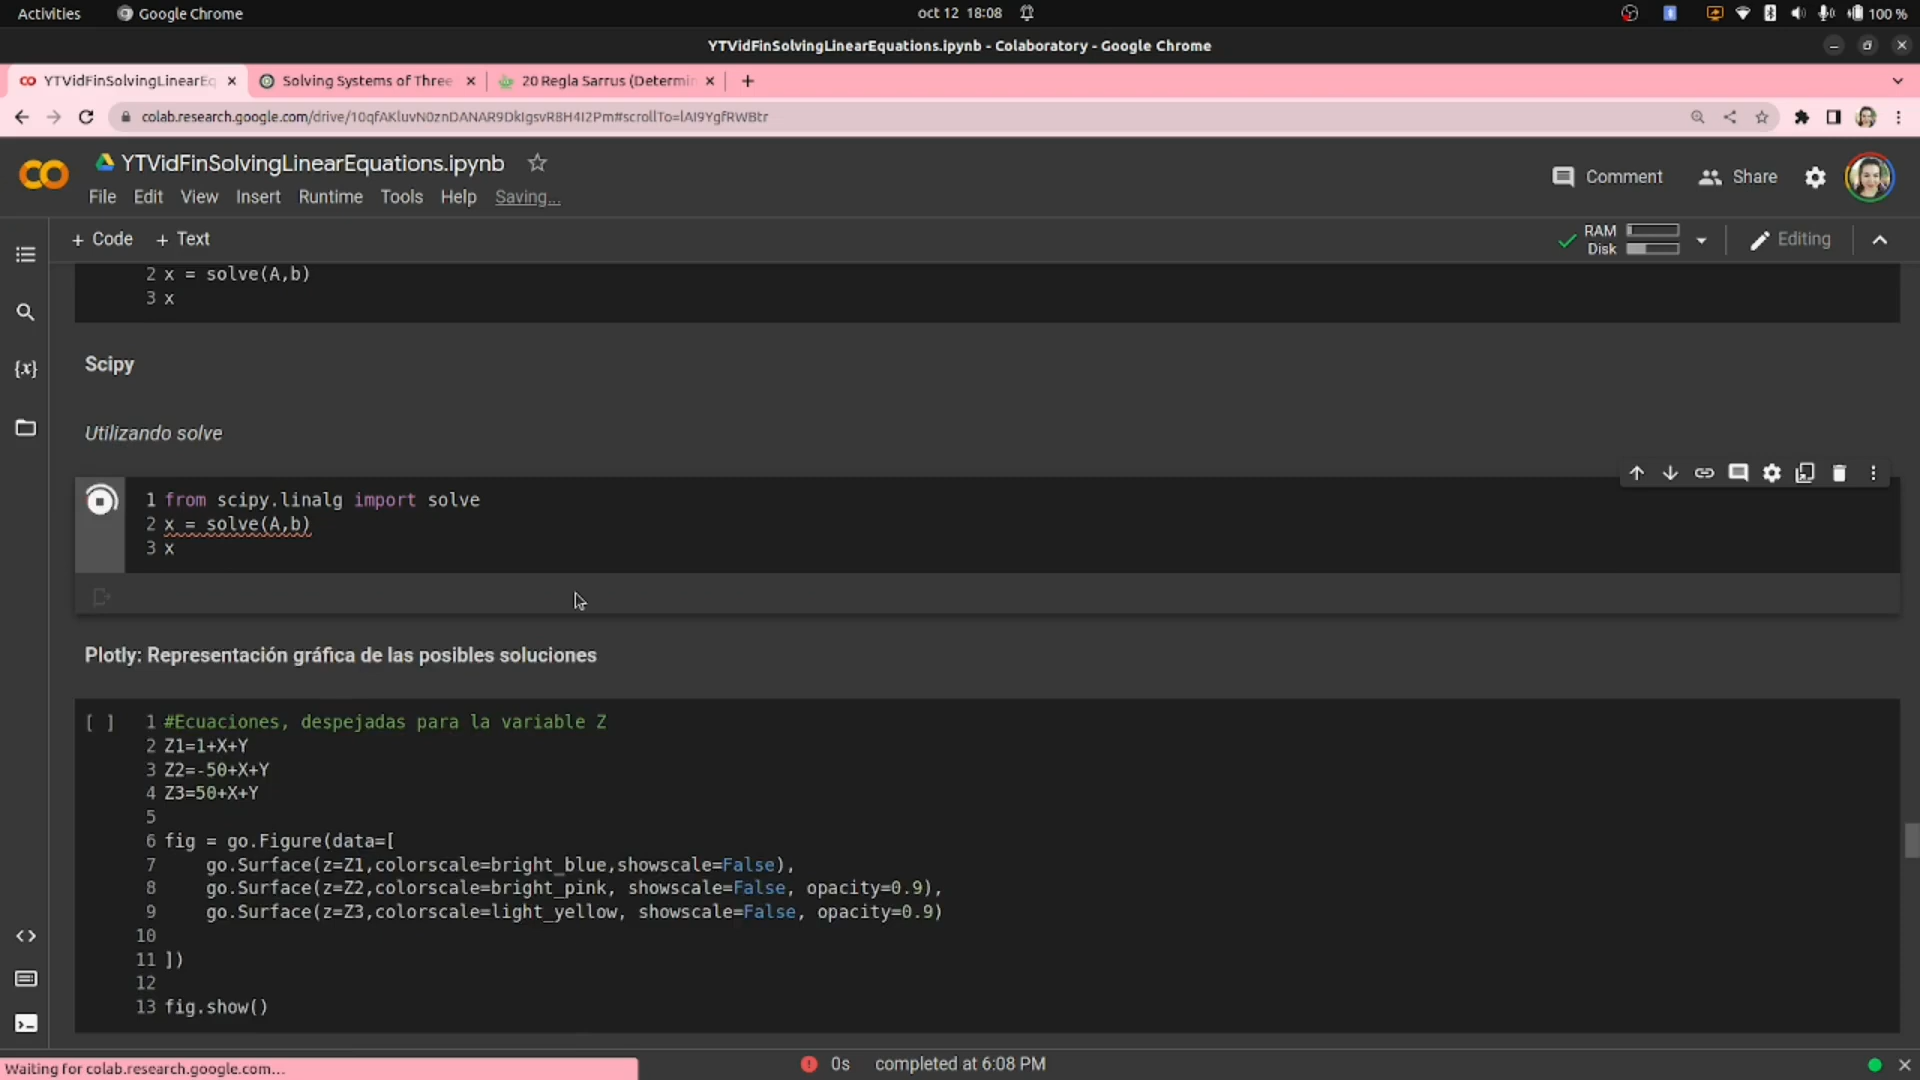 Activities
Google Chrome
oct 12 18:08
100 %
YTVidFinSolvingLinearEquations.ipynb - Colaboratory - Google Chrome
YTVidFinSolvingLinearEq
Solving Systems of Three
20 Regla Sarrus (Determin
colab.research.google.com/drive/10qfAKluvN0znDANAR9DkIgsvR8H4I2Pm#scrollTo=lAI9YgfRWBtr
YTVidFinSolvingLinearEquations.ipynb
Comment
Share
File Edit View Insert Runtime Tools Help Saving...
+ Code + Text
RAM
Disk
Editing
2 x = solve(A,b)
3 x
Scipy
Utilizando solve
1 from scipy.linalg import solve
2 x = solve(A,b)
3 x
Plotly: Representación gráfica de las posibles soluciones
[ ] 1 #Ecuaciones, despejadas para la variable Z
2 Z1=1+X+Y
3 Z2=-50+X+Y
4 Z3=50+X+Y
5
6 fig = go.Figure(data=[
7 go.Surface(z=Z1,colorscale=bright_blue,showscale=False),
8 go.Surface(z=Z2,colorscale=bright_pink, showscale=False, opacity=0.9),
9 go.Surface(z=Z3,colorscale=light_yellow, showscale=False, opacity=0.9)
10
11 ])
12
13 fig.show()
Waiting for colab.research.google.com...
0s completed at 6:08 PM